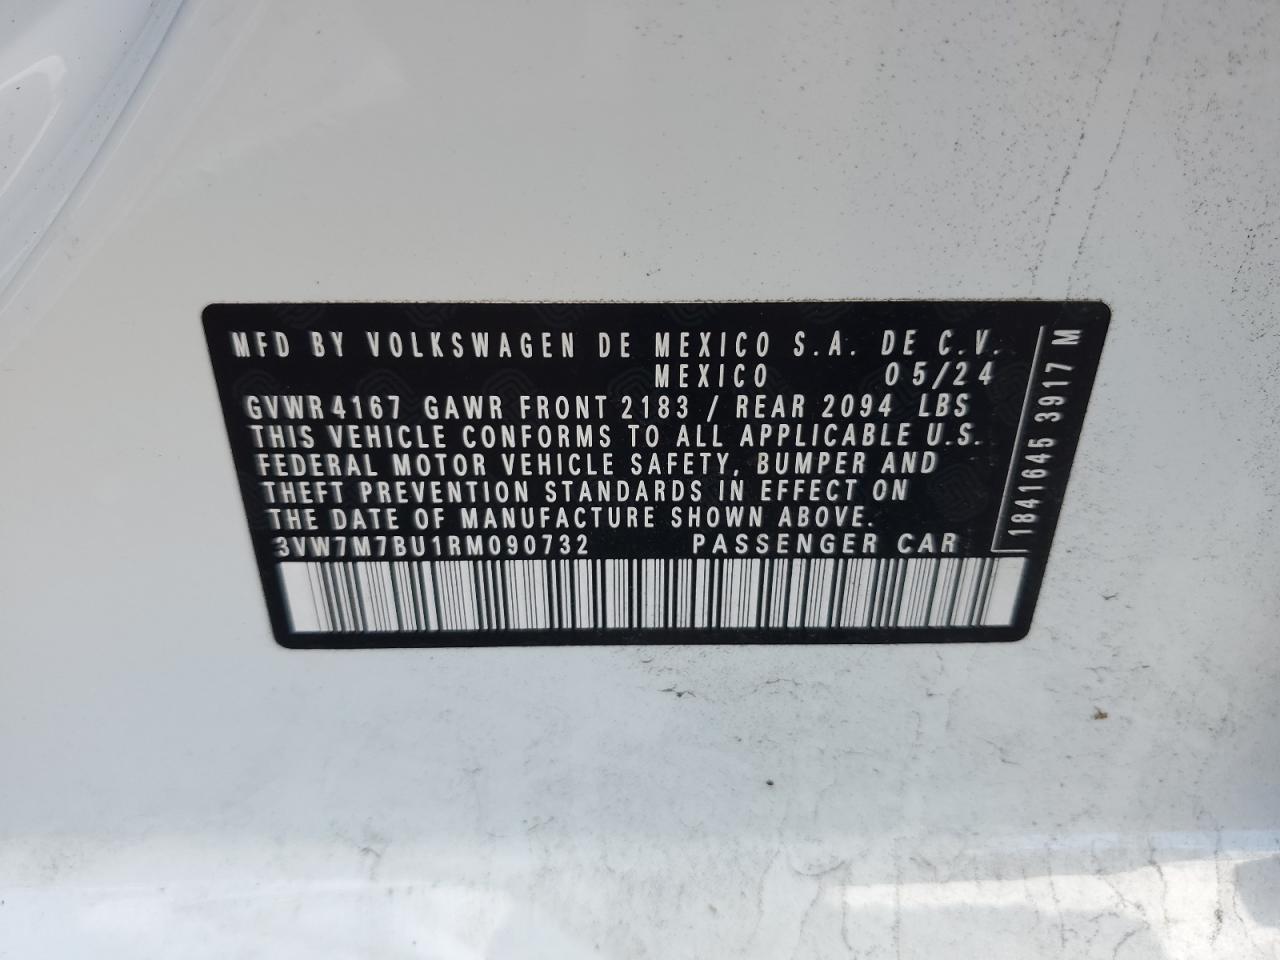 MFD BY VOLKSWAGEN DE MEXICO S.A. DE C.V.
MEXICO 05/24
GVWR 4167 GAWR FRONT 2183 / REAR 2094 LBS
THIS VEHICLE CONFORMS TO ALL APPLICABLE U.S.
FEDERAL MOTOR VEHICLE SAFETY, BUMPER AND
THEFT PREVENTION STANDARDS IN EFFECT ON
THE DATE OF MANUFACTURE SHOWN ABOVE.
3VW7M7BU1RM090732 PASSENGER CAR
1841645 3917 M